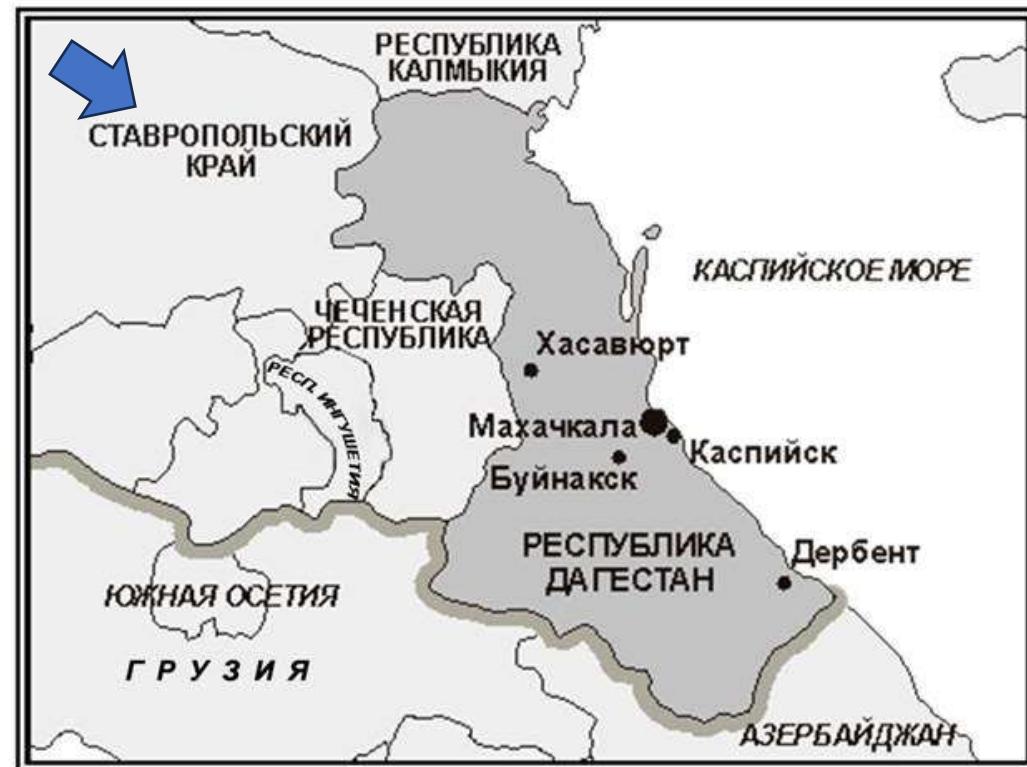 РЕСПУБЛИКА
КАЛМЫКИЯ
СТАВРОПОЛЬСКИЙ
КРАЙ
КАСПИЙСКОЕ МОРЕ
ЧЕЧЕНСКАЯ
РЕСПУБЛИКА
Хасавюрт
РЕСП. ИНГУШЕТИЯ
Махачкала
Каспийск
Буйнакск
РЕСПУБЛИКА
ДАГЕСТАН
Дербент
ЮЖНАЯ ОСЕТИЯ
ГРУЗИЯ
АЗЕРБАЙДЖАН